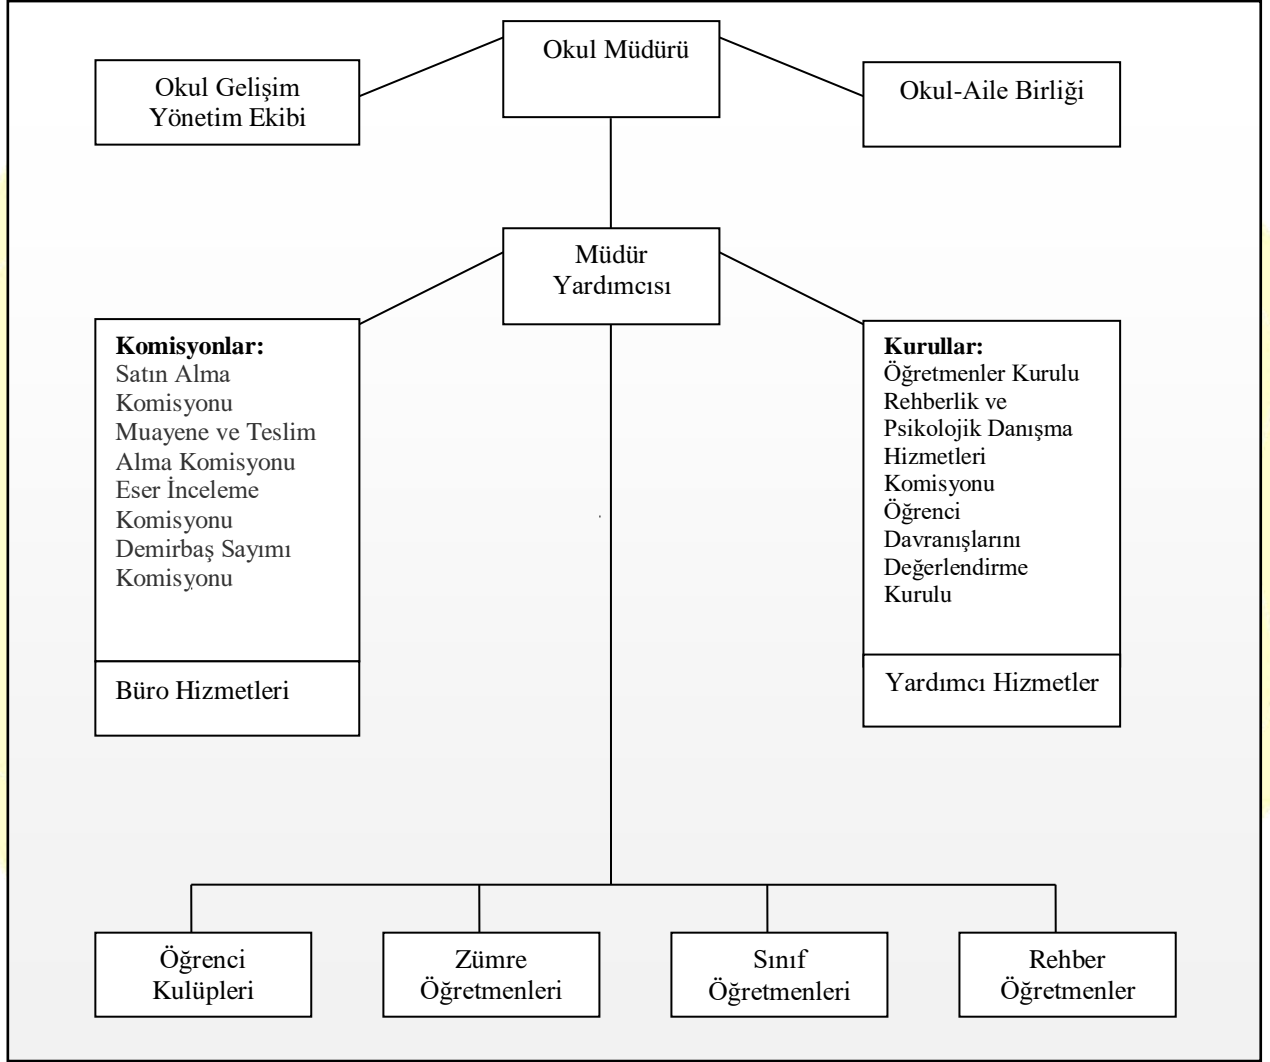 Okul Müdürü
Okul Gelişim
Yönetim Ekibi
Okul-Aile Birliği
Müdür
Yardımcısı
Komisyonlar:
Satın Alma
Komisyonu
Muayene ve Teslim
Alma Komisyonu
Eser İnceleme
Komisyonu
Demirbaş Sayımı
Komisyonu
Büro Hizmetleri
Kurullar:
Öğretmenler Kurulu
Rehberlik ve
Psikolojik Danışma
Hizmetleri
Komisyonu
Öğrenci
Davranışlarını
Değerlendirme
Kurulu
Yardımcı Hizmetler
Öğrenci
Kulüpleri
Zümre
Öğretmenleri
Sınıf
Öğretmenleri
Rehber
Öğretmenler